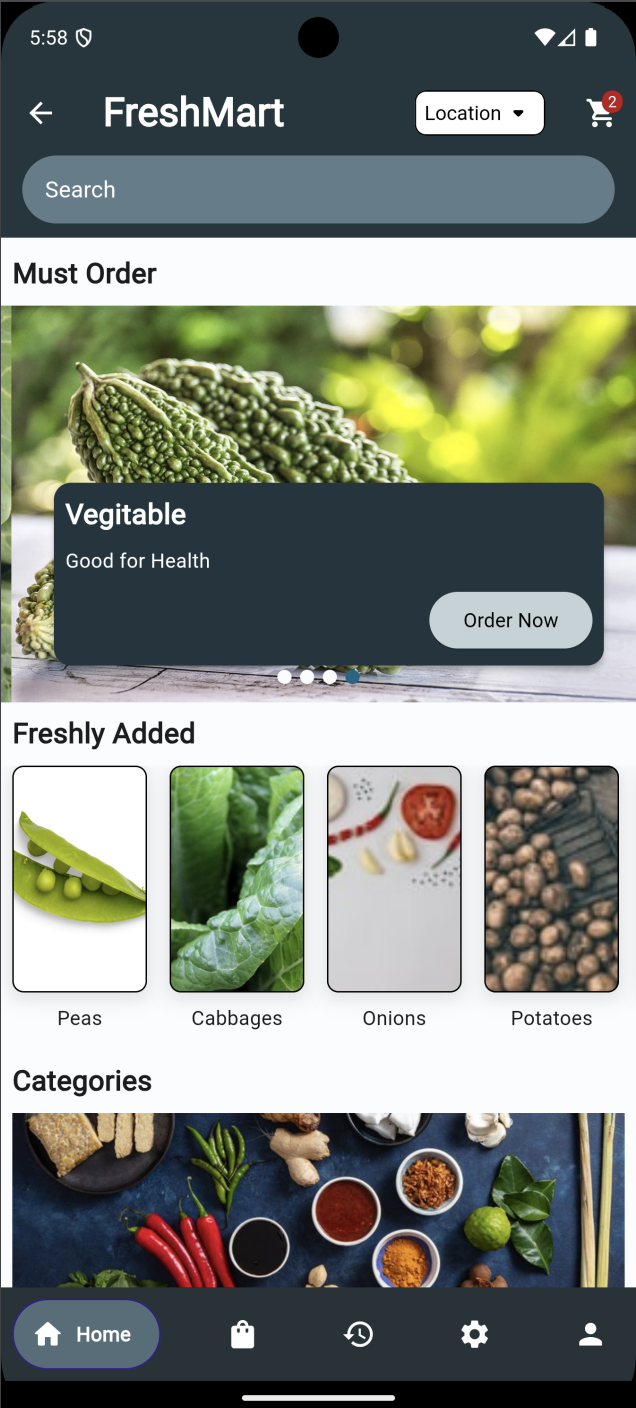 5:58
FreshMart
Location
2
Search
Must Order
Vegitable
Good for Health
Order Now
Freshly Added
Peas
Cabbages
Onions
Potatoes
Categories
Home